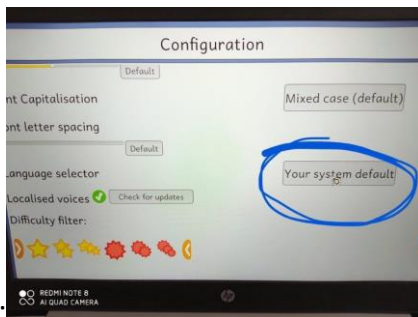 Configuration
Default
nt Capitalisation
Mixed case (default)
ont letter spacing
Default
anguage selector
Your system default
Localised voices
Check for updates
Difficulty filter:
REDMI NOTE 8
AI QUAD CAMERA
hp
.